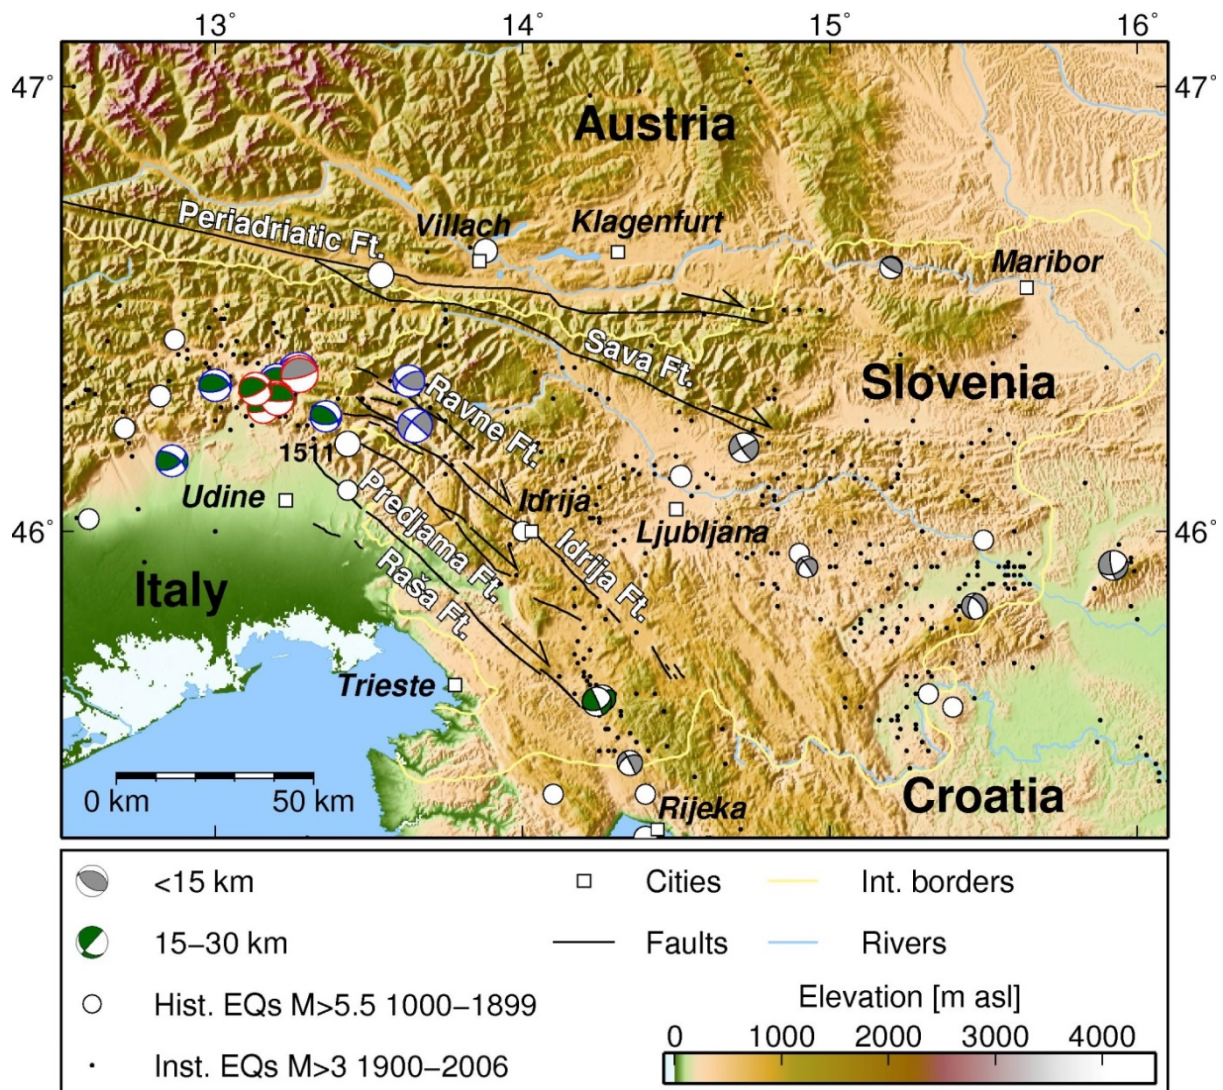 13° 14° 15° 16°
47° 47°
Austria
Periadriatic Ft.
Villach
Klagenfurt
Maribor
Sava Ft.
Slovenia
Ravne Ft.
1511
Udine
Predjama Ft.
Idrija
Ljubljana
46° 46°
Idrija Ft.
Italy
Raša Ft.
Trieste
0 km 50 km
Rijeka
Croatia
<15 km Cities Int. borders
15–30 km Faults Rivers
Hist. EQs M>5.5 1000–1899
Elevation [m asl]
0 1000 2000 3000 4000
Inst. EQs M>3 1900–2006